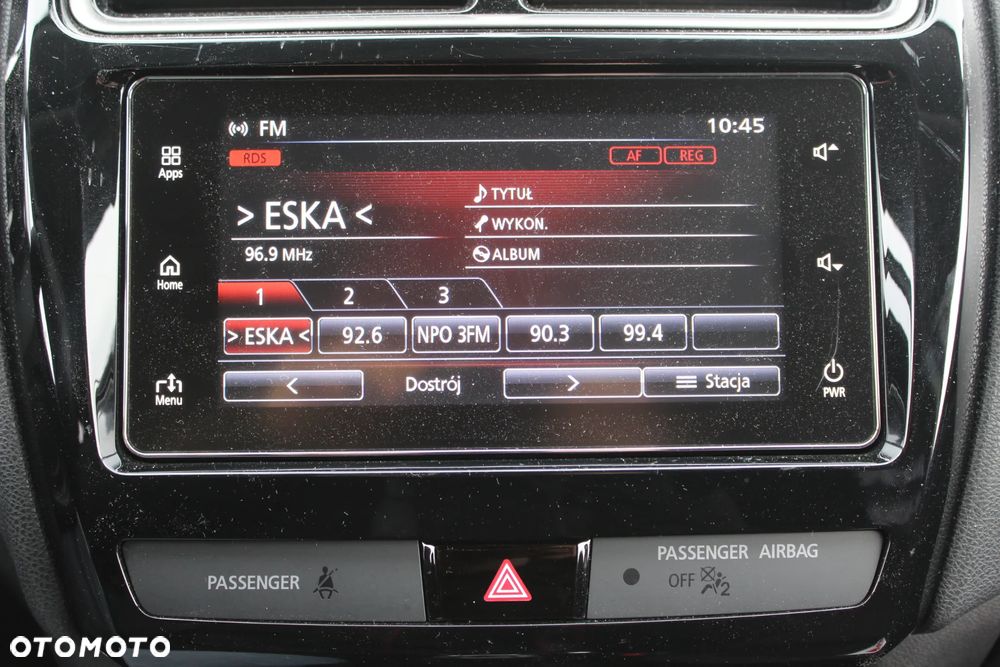 FM
10:45
RDS
AF
REG
Apps
TYTUŁ
> ESKA <
WYKON.
96.9 MHz
ALBUM
Home
1
2
3
>ESKA<
92.6
NPO 3FM
90.3
99.4
Menu
<
Dostrój
>
Stacja
PWR
PASSENGER
PASSENGER AIRBAG
OFF
2
OTOMOTO